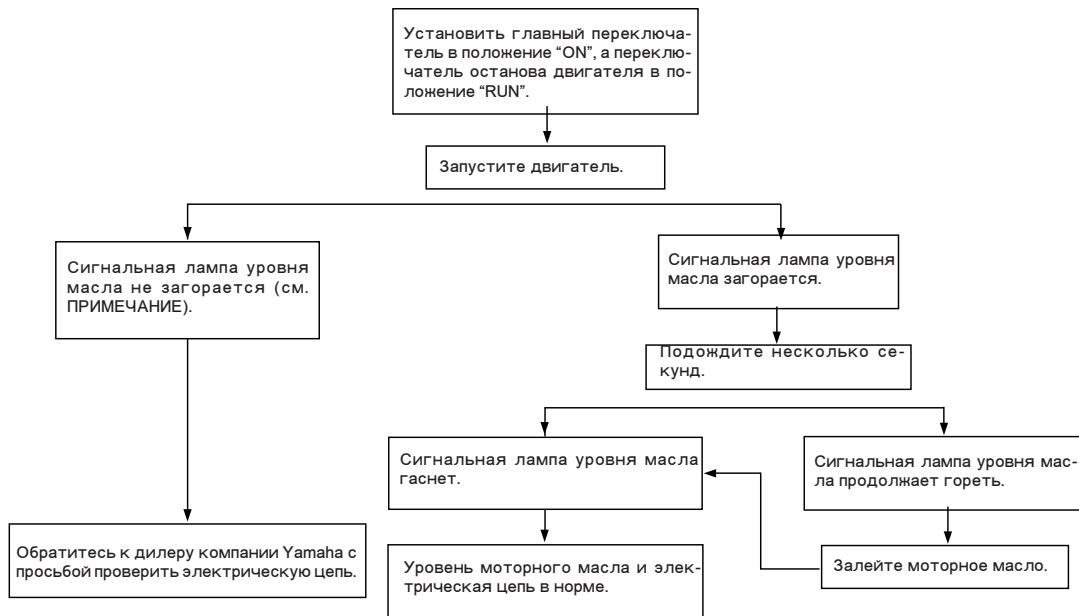 Установить главный переключа-
тель в положение “ON”, а переклю-
чатель останова двигателя в по-
ложение “RUN”.
Запустите двигатель.
Сигнальная лампа уровня
масла не загорается (см.
ПРИМЕЧАНИЕ).
Сигнальная лампа уровня
масла загорается.
Подождите несколько се-
кунд.
Сигнальная лампа уровня масла
гаснет.
Сигнальная лампа уровня мас-
ла продолжает гореть.
Обратитесь к дилеру компании Yamaha с
просьбой проверить электрическую цепь.
Уровень моторного масла и элек-
трическая цепь в норме.
Залейте моторное масло.